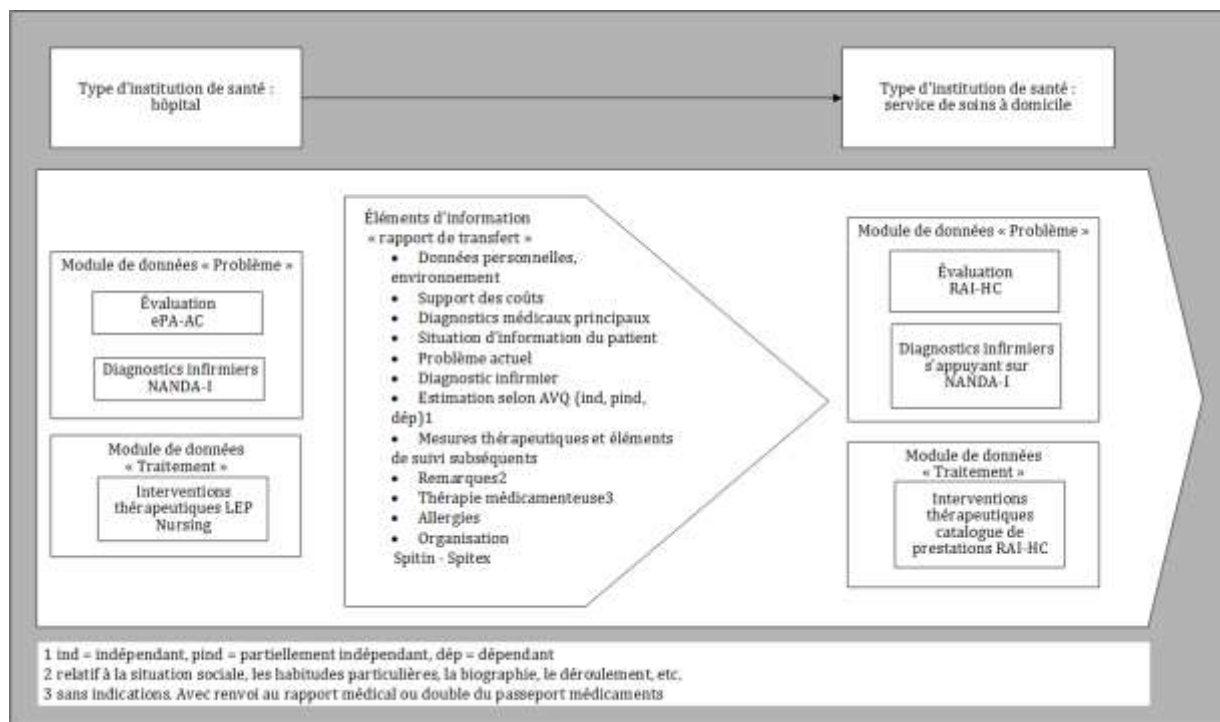 Type d'institution de santé :
hôpital
Type d'institution de santé :
service de soins à domicile
Module de données « Problème »
Évaluation
ePA-AC
Diagnostics infirmiers
NANDA-I
Module de données
« Traitement »
Interventions
thérapeutiques LEP
Nursing
Éléments d'information
« rapport de transfert »
• Données personnelles,
environnement
• Support des coûts
• Diagnostics médicaux principaux
• Situation d'information du patient
• Problème actuel
• Diagnostic infirmier
• Estimation selon AVQ {ind, pind,
dép}1
• Mesures thérapeutiques et éléments
de suivi subséquents
• Remarques2
• Thérapie médicamenteuse3
• Allergies
• Organisation
Spitin - Spitex
Module de données « Problème »
Évaluation
RAI-HC
Diagnostics infirmiers
s'appuyant sur
NANDA-I
Module de données
« Traitement »
Interventions
thérapeutiques
catalogue de
prestations RAI-HC
1 ind = indépendant, pind = partiellement indépendant, dép = dépendant
2 relatif à la situation sociale, les habitudes particulières, la biographie, le déroulement, etc.
3 sans indications. Avec renvoi au rapport médical ou double du passeport médicaments